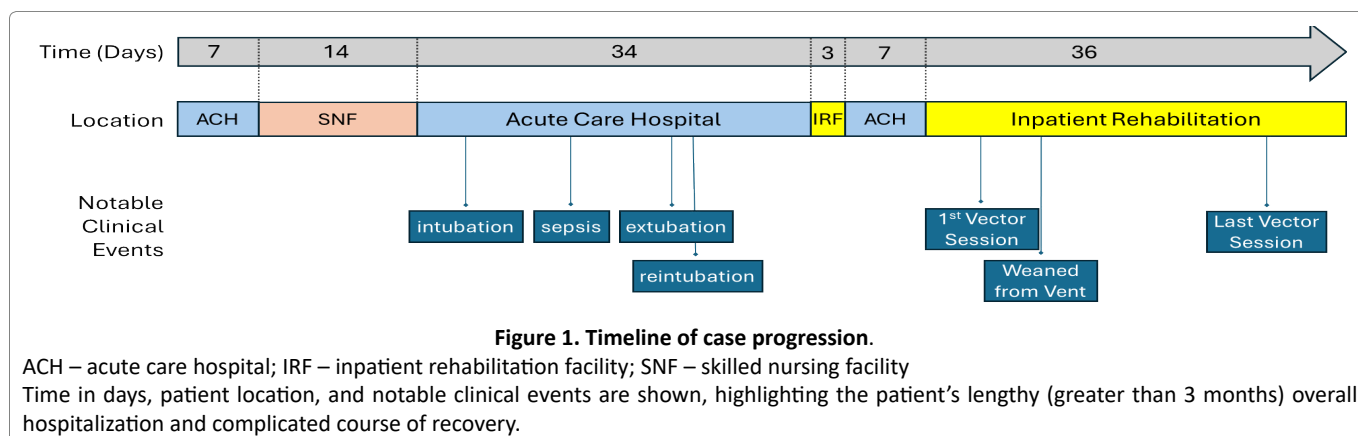 Time (Days) 7 14 34 3 7 36
Location ACH SNF Acute Care Hospital IRF ACH Inpatient Rehabilitation
Notable
Clinical
Events
intubation sepsis extubation
reintubation
1st Vector
Session
Weaned
from Vent
Last Vector
Session
Figure 1. Timeline of case progression.
ACH – acute care hospital; IRF – inpatient rehabilitation facility; SNF – skilled nursing facility
Time in days, patient location, and notable clinical events are shown, highlighting the patient’s lengthy (greater than 3 months) overall
hospitalization and complicated course of recovery.